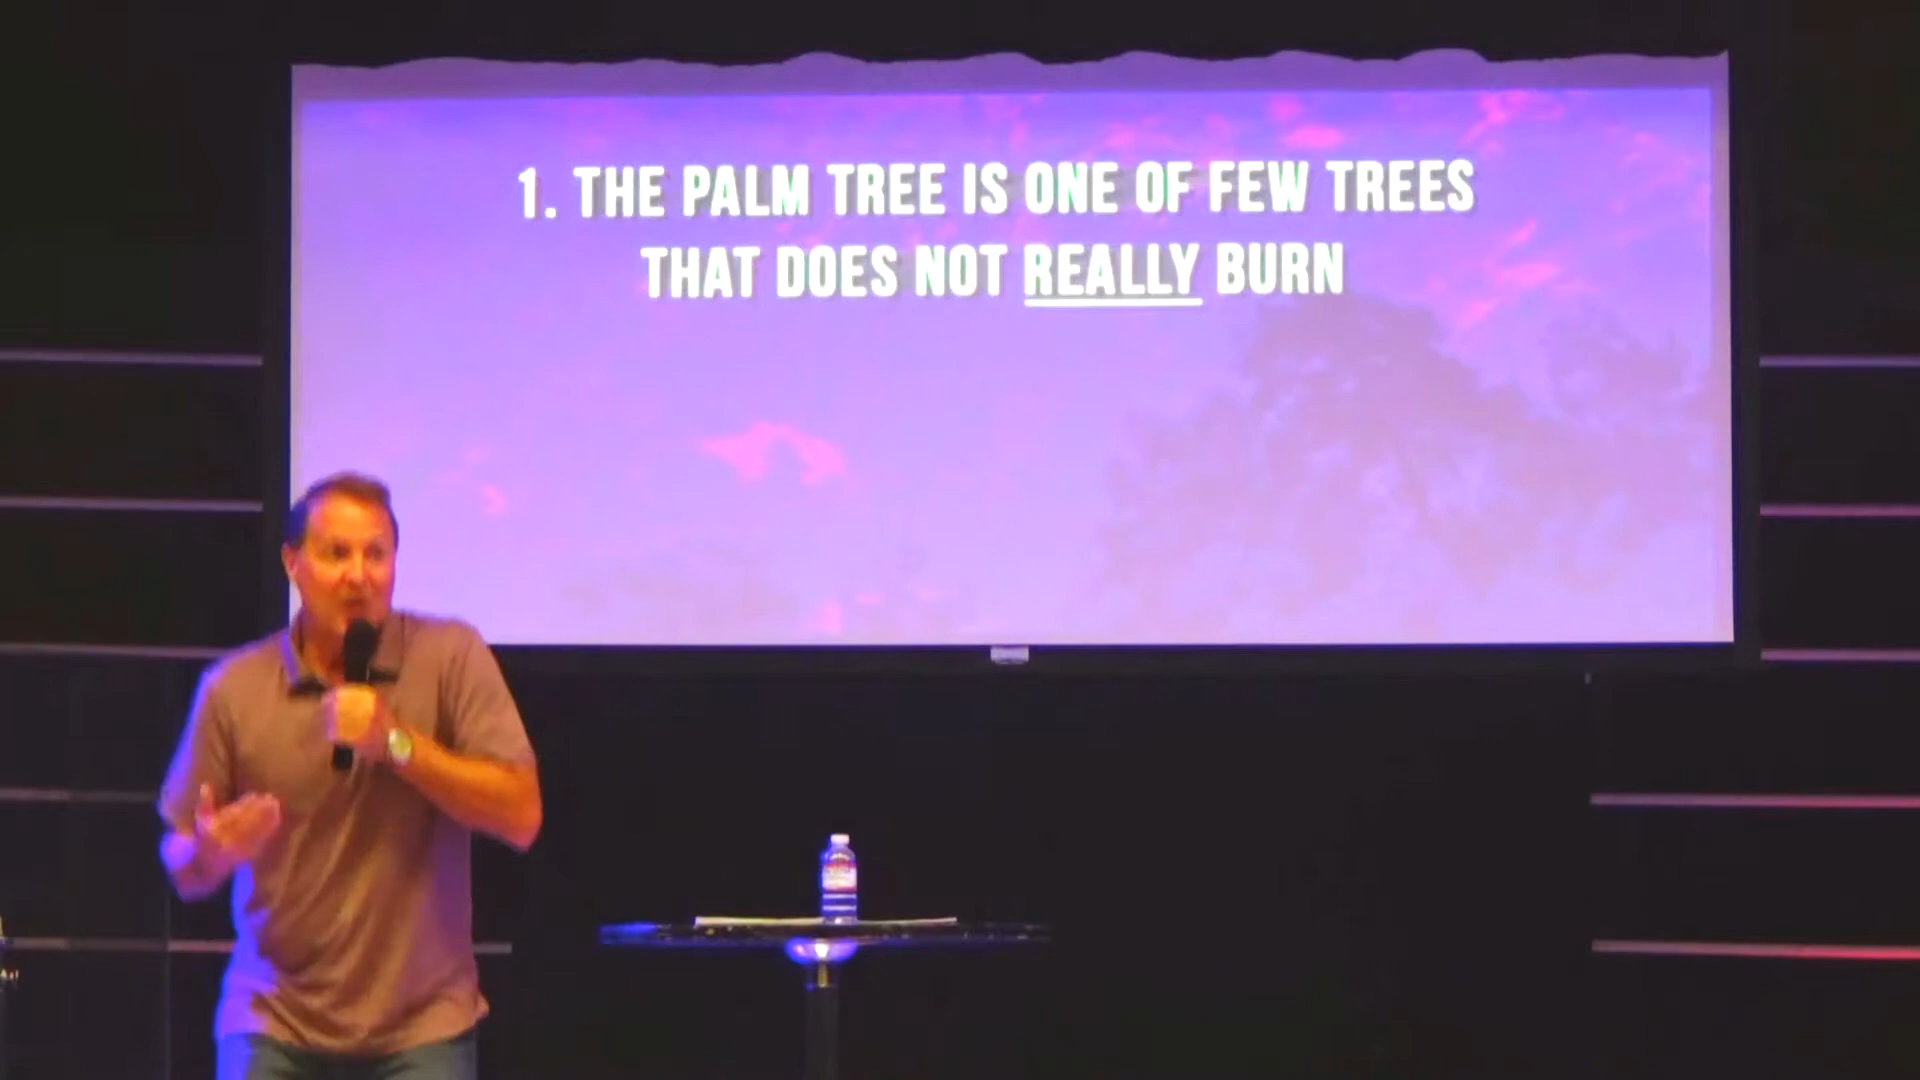 1. THE PALM TREE IS ONE OF FEW TREES
THAT DOES NOT REALLY BURN